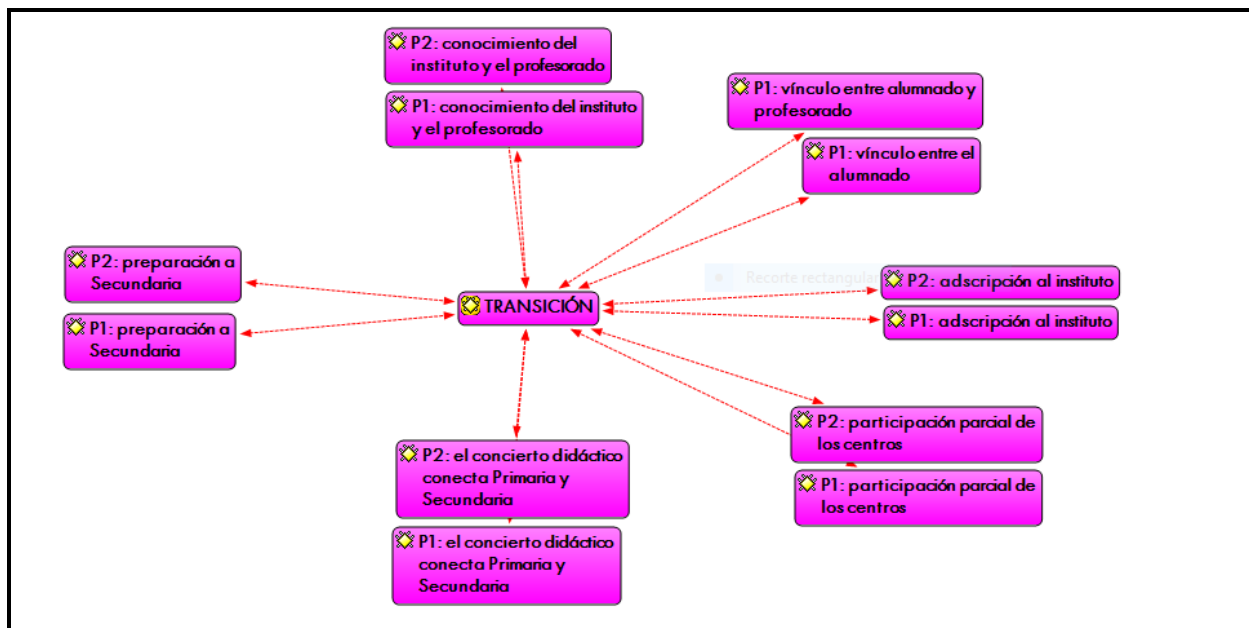 P2: conocimiento del
instituto y el profesorado
P1: conocimiento del instituto
y el profesorado
P1: vínculo entre alumnado y
profesorado
P1: vínculo entre el
alumnado
P2: preparación a
Secundaria
P1: preparación a
Secundaria
TRANSICIÓN
Recorte rectangular
P2: adscripción al instituto
P1: adscripción al instituto
P2: participación parcial de
los centros
P1: participación parcial de
los centros
P2: el concierto didáctico
conecta Primaria y
Secundaria
P1: el concierto didáctico
conecta Primaria y
Secundaria